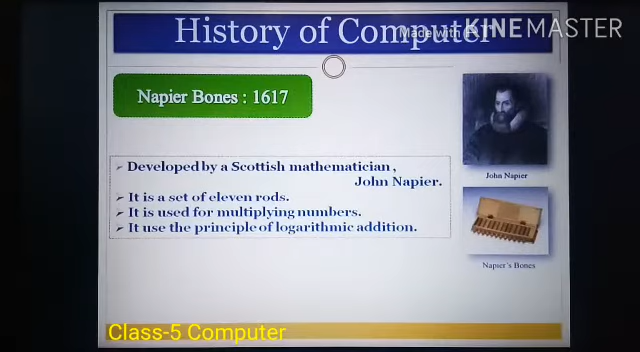 History of Computer
Made with
KINEMASTER
Napier Bones : 1617
➢ Developed by a Scottish mathematician ,
John Napier.
➢ It is a set of eleven rods.
➢ It is used for multiplying numbers.
➢ It use the principle of logarithmic addition.
John Napier
Napier's Bones
Class-5 Computer